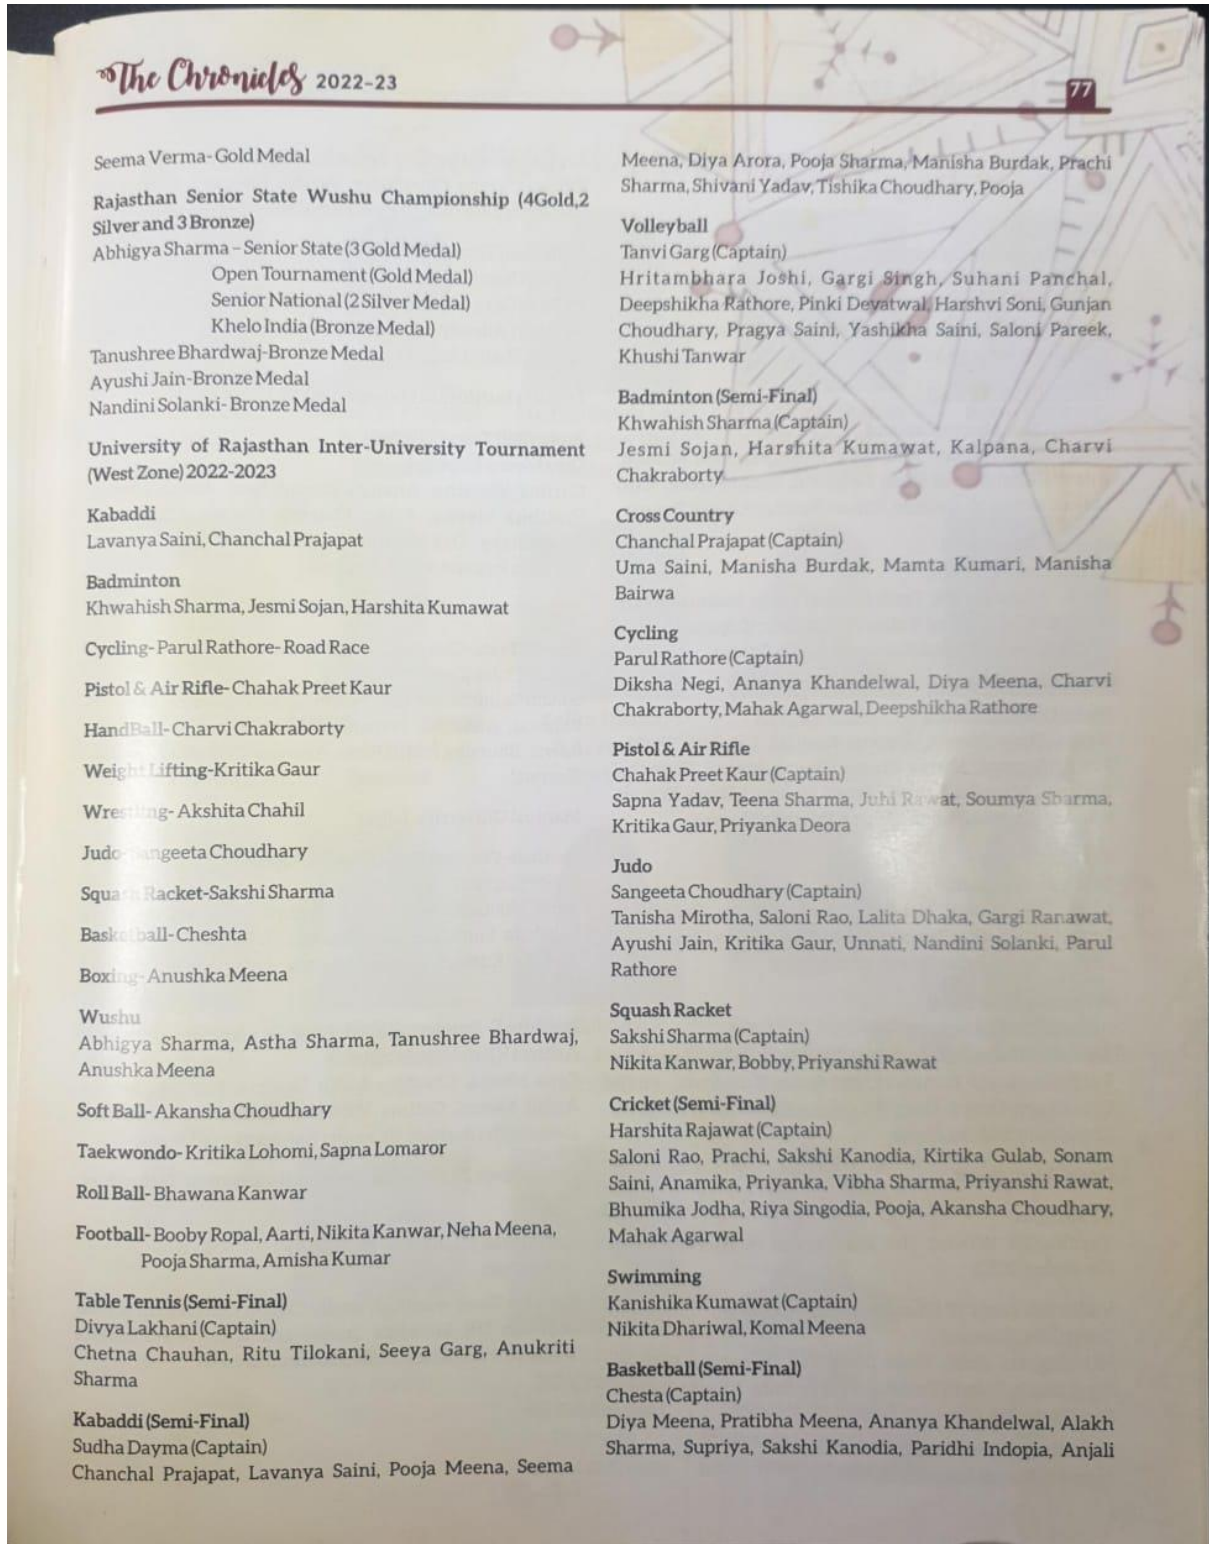 The Chronicles 2022-23
77
Seema Verma- Gold Medal
Rajasthan Senior State Wushu Championship (4Gold,2
Silver and 3 Bronze)
Abhigya Sharma – Senior State (3 Gold Medal)
Open Tournament (Gold Medal)
Senior National (2 Silver Medal)
Khelo India (Bronze Medal)
Tanushree Bhardwaj-Bronze Medal
Ayushi Jain-Bronze Medal
Nandini Solanki- Bronze Medal
University of Rajasthan Inter-University Tournament
(West Zone) 2022-2023
Kabaddi
Lavanya Saini, Chanchal Prajapat
Badminton
Khwahish Sharma, Jesmi Sojan, Harshita Kumawat
Cycling- Parul Rathore- Road Race
Pistol & Air Rifle- Chahak Preet Kaur
HandBall- Charvi Chakraborty
Weight Lifting-Kritika Gaur
Wrestling- Akshita Chahil
Judo- Sangeeta Choudhary
Squash Racket-Sakshi Sharma
Basketball-Cheshta
Boxing- Anushka Meena
Wushu
Abhigya Sharma, Astha Sharma, Tanushree Bhardwaj,
Anushka Meena
Soft Ball- Akansha Choudhary
Taekwondo- Kritika Lohomi, Sapna Lomaror
Roll Ball- Bhawana Kanwar
Football- Booby Ropal, Aarti, Nikita Kanwar, Neha Meena,
Pooja Sharma, Amisha Kumar
Table Tennis (Semi-Final)
Divya Lakhani (Captain)
Chetna Chauhan, Ritu Tilokani, Seeya Garg, Anukriti
Sharma
Kabaddi (Semi-Final)
Sudha Dayma (Captain)
Chanchal Prajapat, Lavanya Saini, Pooja Meena, Seema
Meena, Diya Arora, Pooja Sharma, Manisha Burdak, Prachi
Sharma, Shivani Yadav, Tishika Choudhary, Pooja
Volleyball
Tanvi Garg (Captain)
Hritambhara Joshi, Gargi Singh, Suhani Panchal,
Deepshikha Rathore, Pinki Devatwal, Harshvi Soni, Gunjan
Choudhary, Pragya Saini, Yashikha Saini, Saloni Pareek,
Khushi Tanwar
Badminton (Semi-Final)
Khwahish Sharma (Captain)
Jesmi Sojan, Harshita Kumawat, Kalpana, Charvi
Chakraborty
Cross Country
Chanchal Prajapat (Captain)
Uma Saini, Manisha Burdak, Mamta Kumari, Manisha
Bairwa
Cycling
Parul Rathore (Captain)
Diksha Negi, Ananya Khandelwal, Diya Meena, Charvi
Chakraborty, Mahak Agarwal, Deepshikha Rathore
Pistol & Air Rifle
Chahak Preet Kaur (Captain)
Sapna Yadav, Teena Sharma, Juhi Rawat, Soumya Sharma,
Kritika Gaur, Priyanka Deora
Judo
Sangeeta Choudhary (Captain)
Tanisha Mirotha, Saloni Rao, Lalita Dhaka, Gargi Ranawat,
Ayushi Jain, Kritika Gaur, Unnati, Nandini Solanki, Parul
Rathore
Squash Racket
Sakshi Sharma (Captain)
Nikita Kanwar, Bobby, Priyanshi Rawat
Cricket (Semi-Final)
Harshita Rajawat (Captain)
Saloni Rao, Prachi, Sakshi Kanodia, Kirtika Gulab, Sonam
Saini, Anamika, Priyanka, Vibha Sharma, Priyanshi Rawat,
Bhumika Jodha, Riya Singodia, Pooja, Akansha Choudhary,
Mahak Agarwal
Swimming
Kanishika Kumawat (Captain)
Nikita Dhariwal, Komal Meena
Basketball (Semi-Final)
Chesta (Captain)
Diya Meena, Pratibha Meena, Ananya Khandelwal, Alakh
Sharma, Supriya, Sakshi Kanodia, Paridhi Indopia, Anjali